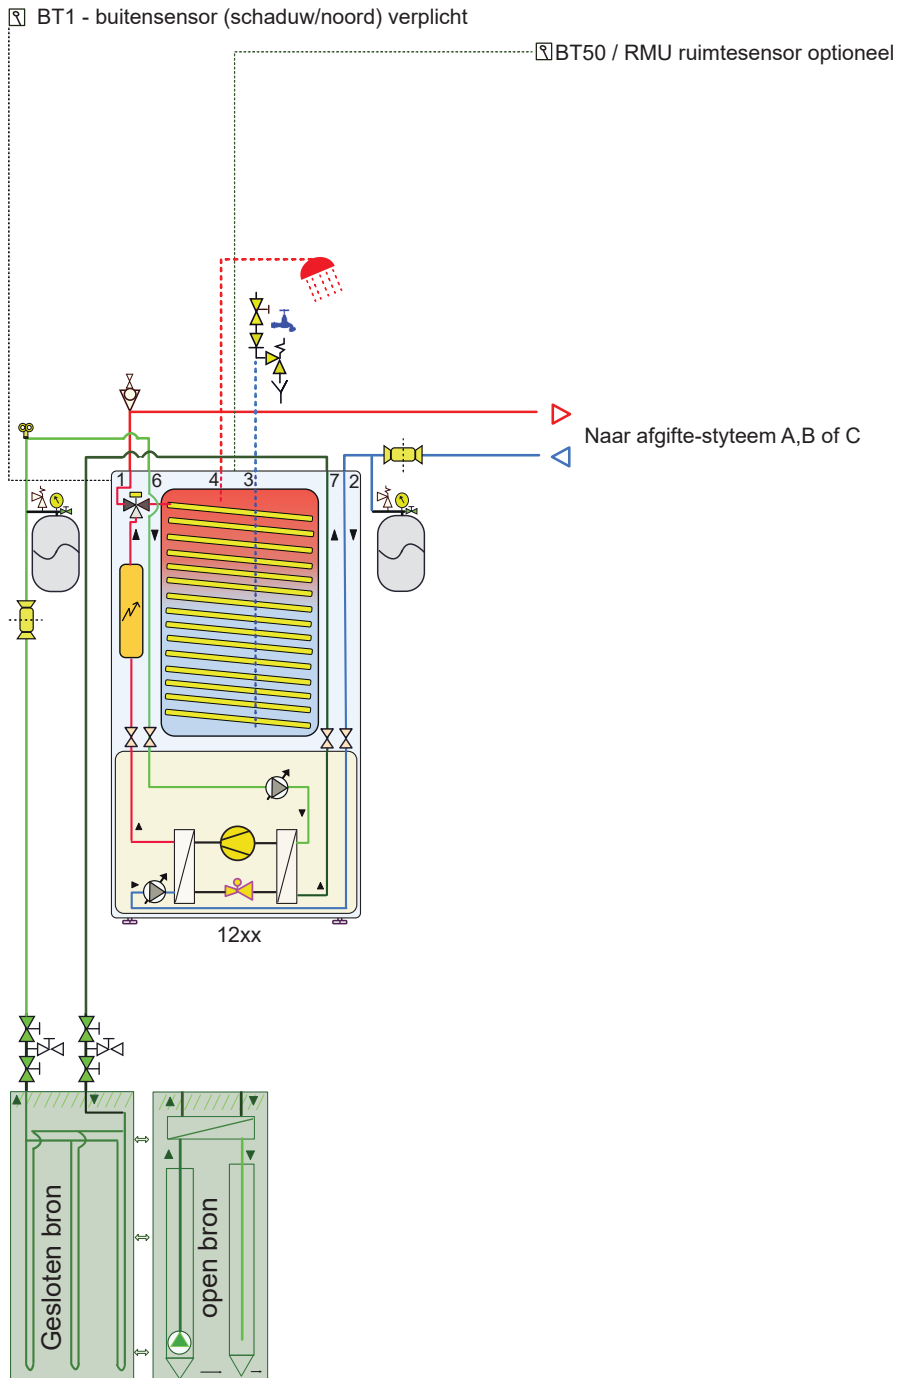 BT1 - buitensensor (schaduw/noord) verplicht
BT50 / RMU ruimtesensor optioneel
Naar afgifte-styteem A,B of C
1 6 4 3 7 2
12xx
Gesloten bron
open bron